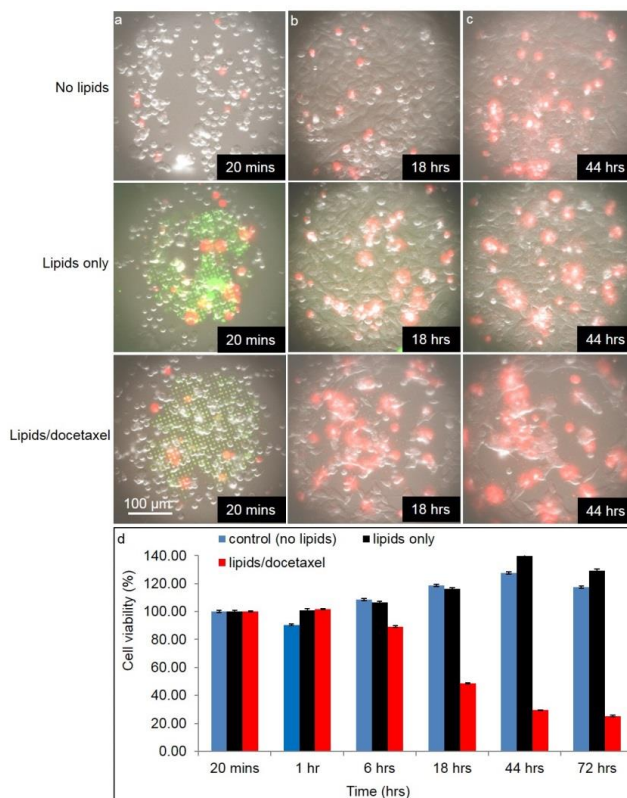 a b c
No lipids
20 mins 18 hrs 44 hrs
Lipids only
20 mins 18 hrs 44 hrs
Lipids/docetaxel
100 µm
20 mins 18 hrs 44 hrs
d
control (no lipids) lipids only
lipids/docetaxel
Cell viability (%)
140.00
120.00
100.00
80.00
60.00
40.00
20.00
0.00
20 mins 1 hr 6 hrs 18 hrs 44 hrs 72 hrs
Time (hrs)